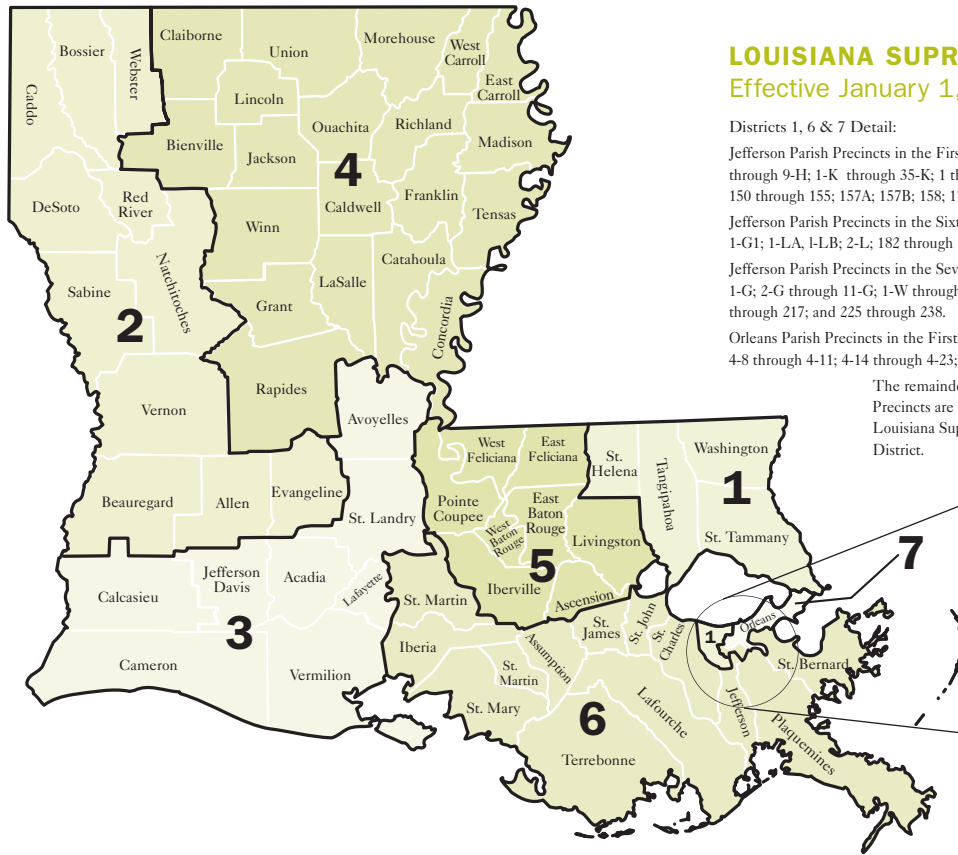 LOUISIANA SUPR
Effective January 1,
Districts 1, 6 & 7 Detail:
Jefferson Parish Precincts in the Firs
through 9-H; 1-K through 35-K; 1 th
150 through 155; 157A; 157B; 158; 1
Jefferson Parish Precincts in the Sixt
1-G1; 1-LA, l-LB; 2-L; 182 through
Jefferson Parish Precincts in the Sev
1-G; 2-G through 11-G; 1-W through
through 217; and 225 through 238.
Orleans Parish Precincts in the First
4-8 through 4-11; 4-14 through 4-23;
The remainde
Precincts are
Louisiana Sup
District.
Caddo
Bossier
Webster
Claiborne
Union
Morehouse
West
Carroll
East
Carroll
Lincoln
Ouachita
Richland
Madison
Bienville
Jackson
4
DeSoto
Red
River
Winn
Caldwell
Franklin
Tensas
Natchitoches
Catahoula
Sabine
2
Grant
LaSalle
Concordia
Vernon
Rapides
Avoyelles
Beauregard
Allen
Evangeline
St. Landry
West
Feliciana
East
Feliciana
St.
Helena
Tangipahoa
Washington
1
St. Tammany
Pointe
Coupee
West
Baton
Rouge
East
Baton
Rouge
Livingston
5
Iberville
Ascension
7
Calcasieu
Jefferson
Davis
Acadia
Lafayette
3
Cameron
Vermilion
St. Martin
Iberia
St.
Martin
St. Mary
Assumption
St.
James
St. John
St.
Charles
1
Orleans
St. Bernard
6
Terrebonne
Lafourche
Jefferson
Plaquemines